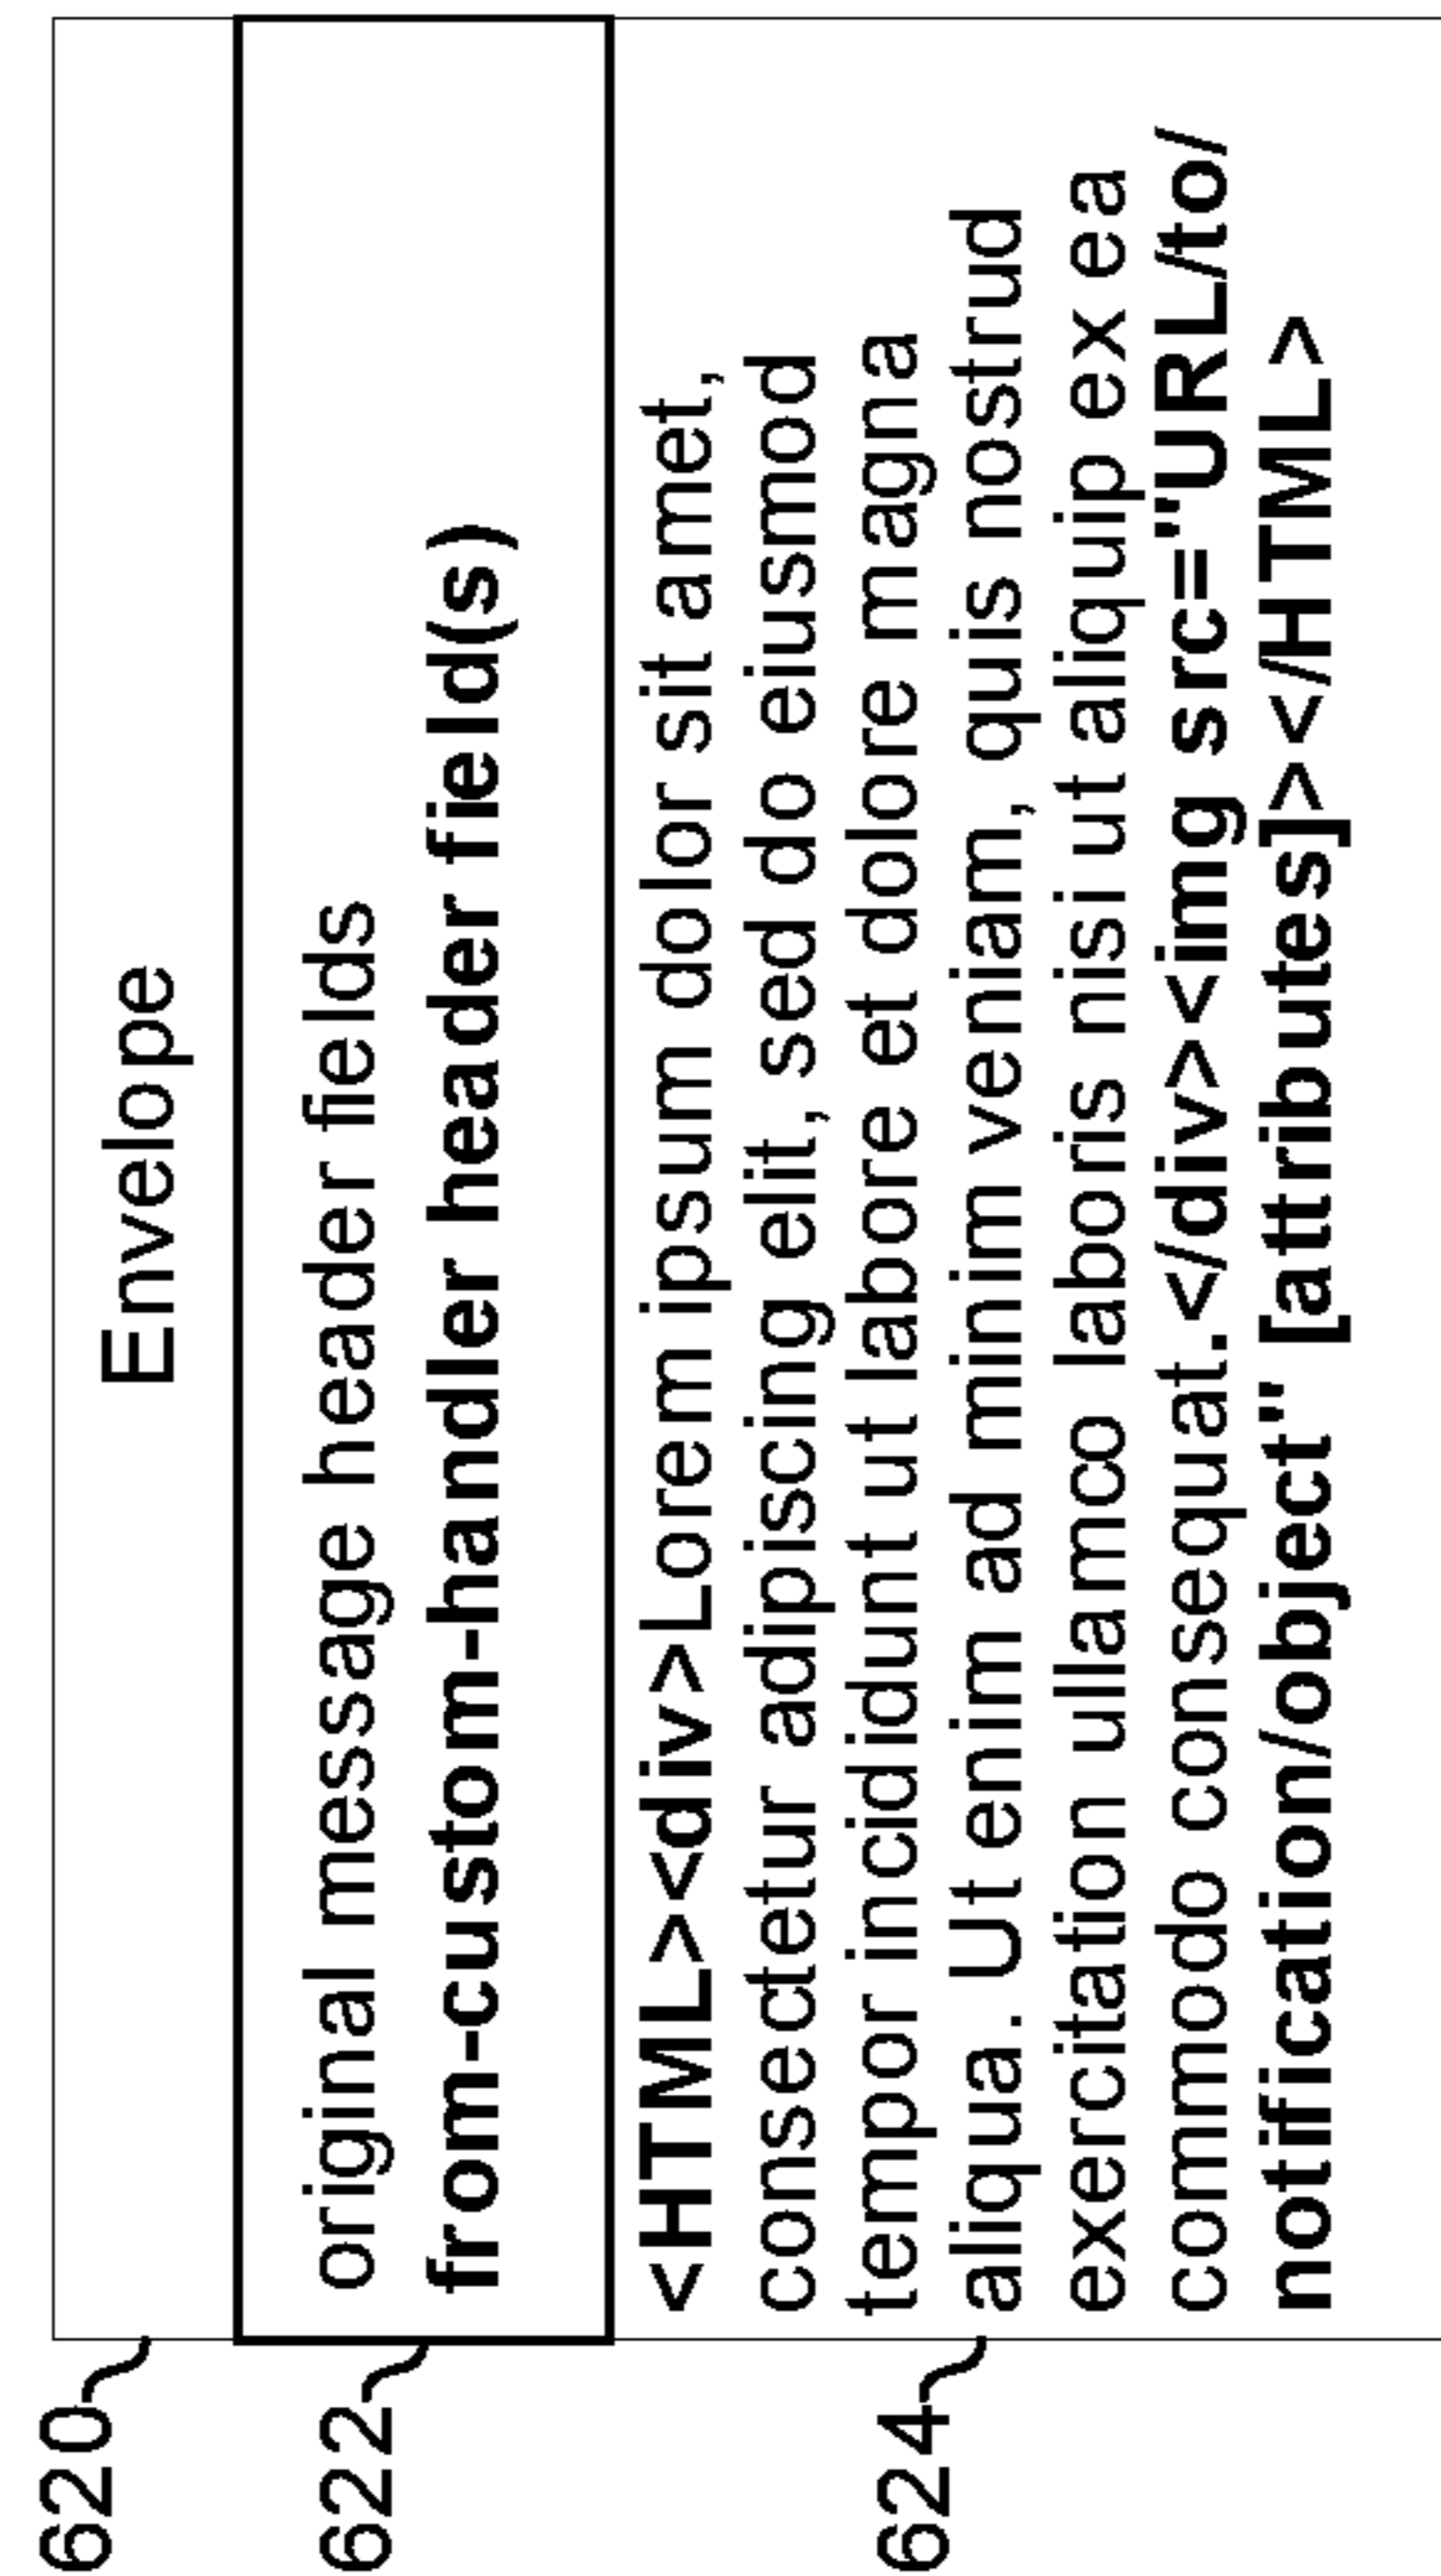 620
Envelope
622
original message header fields
from-custom-handler header field(s)
624
<HTML><div>Lorem ipsum dolor sit amet,
consectetur adipiscing elit, sed do eiusmod
tempor incididunt ut labore et dolore magna
aliqua. Ut enim ad minim veniam, quis nostrud
exercitation ullamco laboris nisi ut aliquip ex ea
commodo consequat.</div><img src="URL/to/
notification/object" [attributes]></HTML>